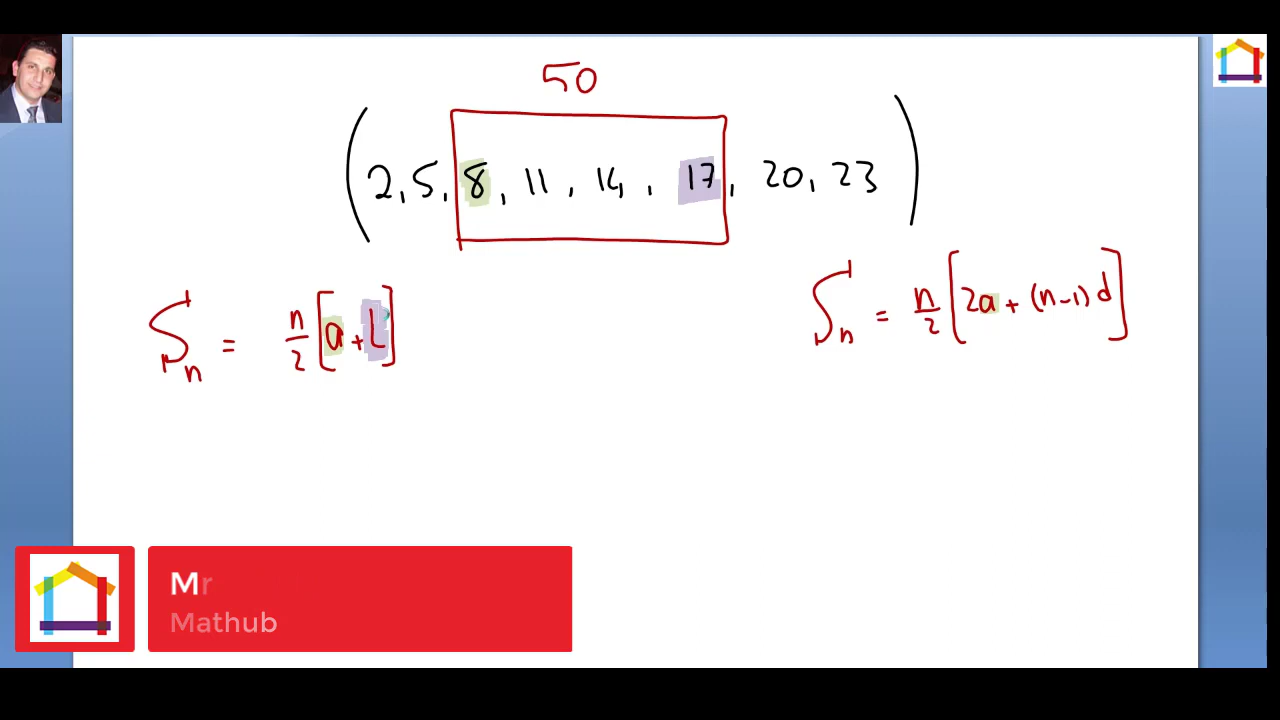 50
(2, 5, 8, 11, 14, , 17, 20, 23)
Sn = n/2 [a + L]
Sn = n/2 [2a + (n-1) d]
Mr
Mathub